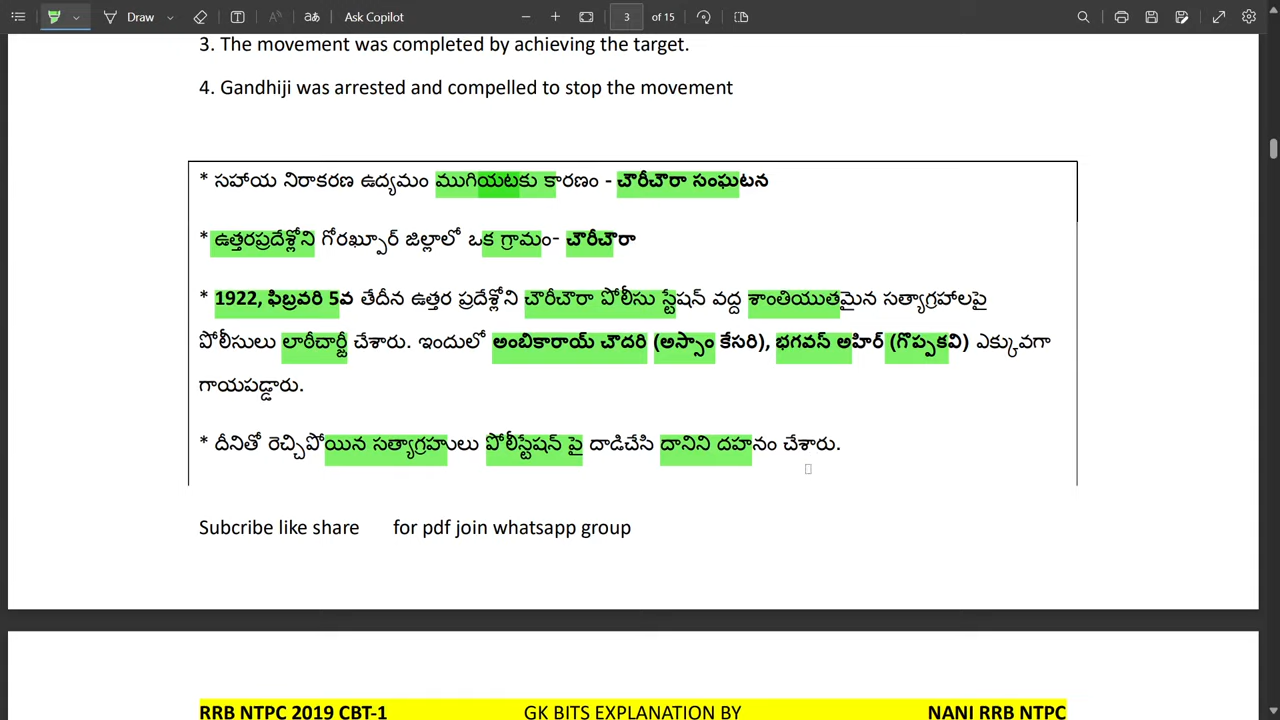 Draw
Ask Copilot
3 of 15
3. The movement was completed by achieving the target.
4. Gandhiji was arrested and compelled to stop the movement
* సహాయ నిరాకరణ ఉద్యమం ముగియటకు కారణం - చౌరీచౌరా సంఘటన
* ఉత్తరప్రదేశ్లోని గోరఖ్పూర్ జిల్లాలో ఒక గ్రామం- చౌరీచౌరా
* 1922, ఫిబ్రవరి 5వ తేదీన ఉత్తర ప్రదేశ్లోని చౌరీచౌరా పోలీసు స్టేషన్ వద్ద శాంతియుతమైన సత్యాగ్రహాలపై
పోలీసులు లాఠీచార్జీ చేశారు. ఇందులో అంబికారాయ్ చౌదరి (అస్సాం కేసరి), భగవస్ అహిర్ (గొప్పకవి) ఎక్కువగా
గాయపడ్డారు.
* దీనితో రెచ్చిపోయిన సత్యాగ్రహులు పోలీస్టేషన్ పై దాడిచేసి దానిని దహనం చేశారు.
Subcribe like share for pdf join whatsapp group
RRB NTPC 2019 CBT-1 GK BITS EXPLANATION BY NANI RRB NTPC